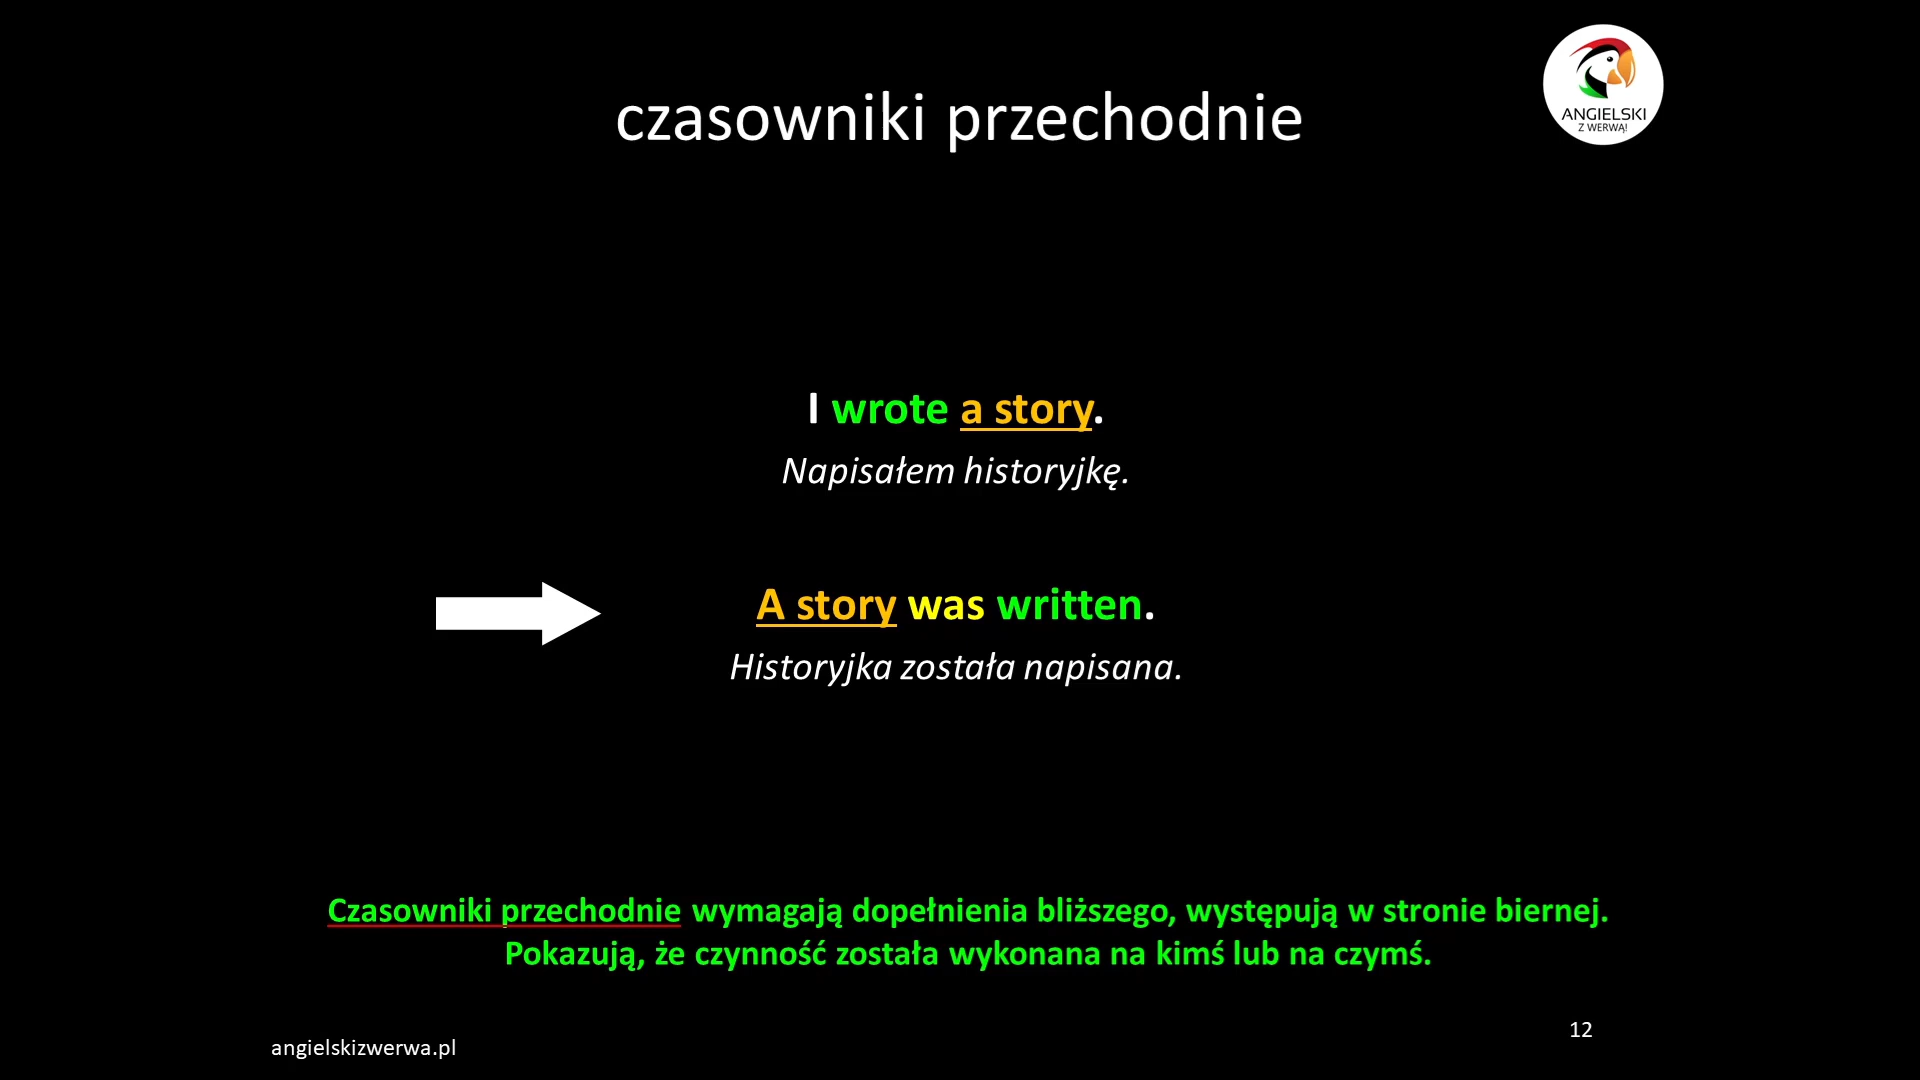 czasowniki przechodnie
ANGIELSKI
Z WERWĄ!
I wrote a story.
Napisałem historyjkę.
A story was written.
Historyjka została napisana.
Czasowniki przechodnie wymagają dopełnienia bliższego, występują w stronie biernej.
Pokazują, że czynność została wykonana na kimś lub na czymś.
12
angielskizwerwa.pl